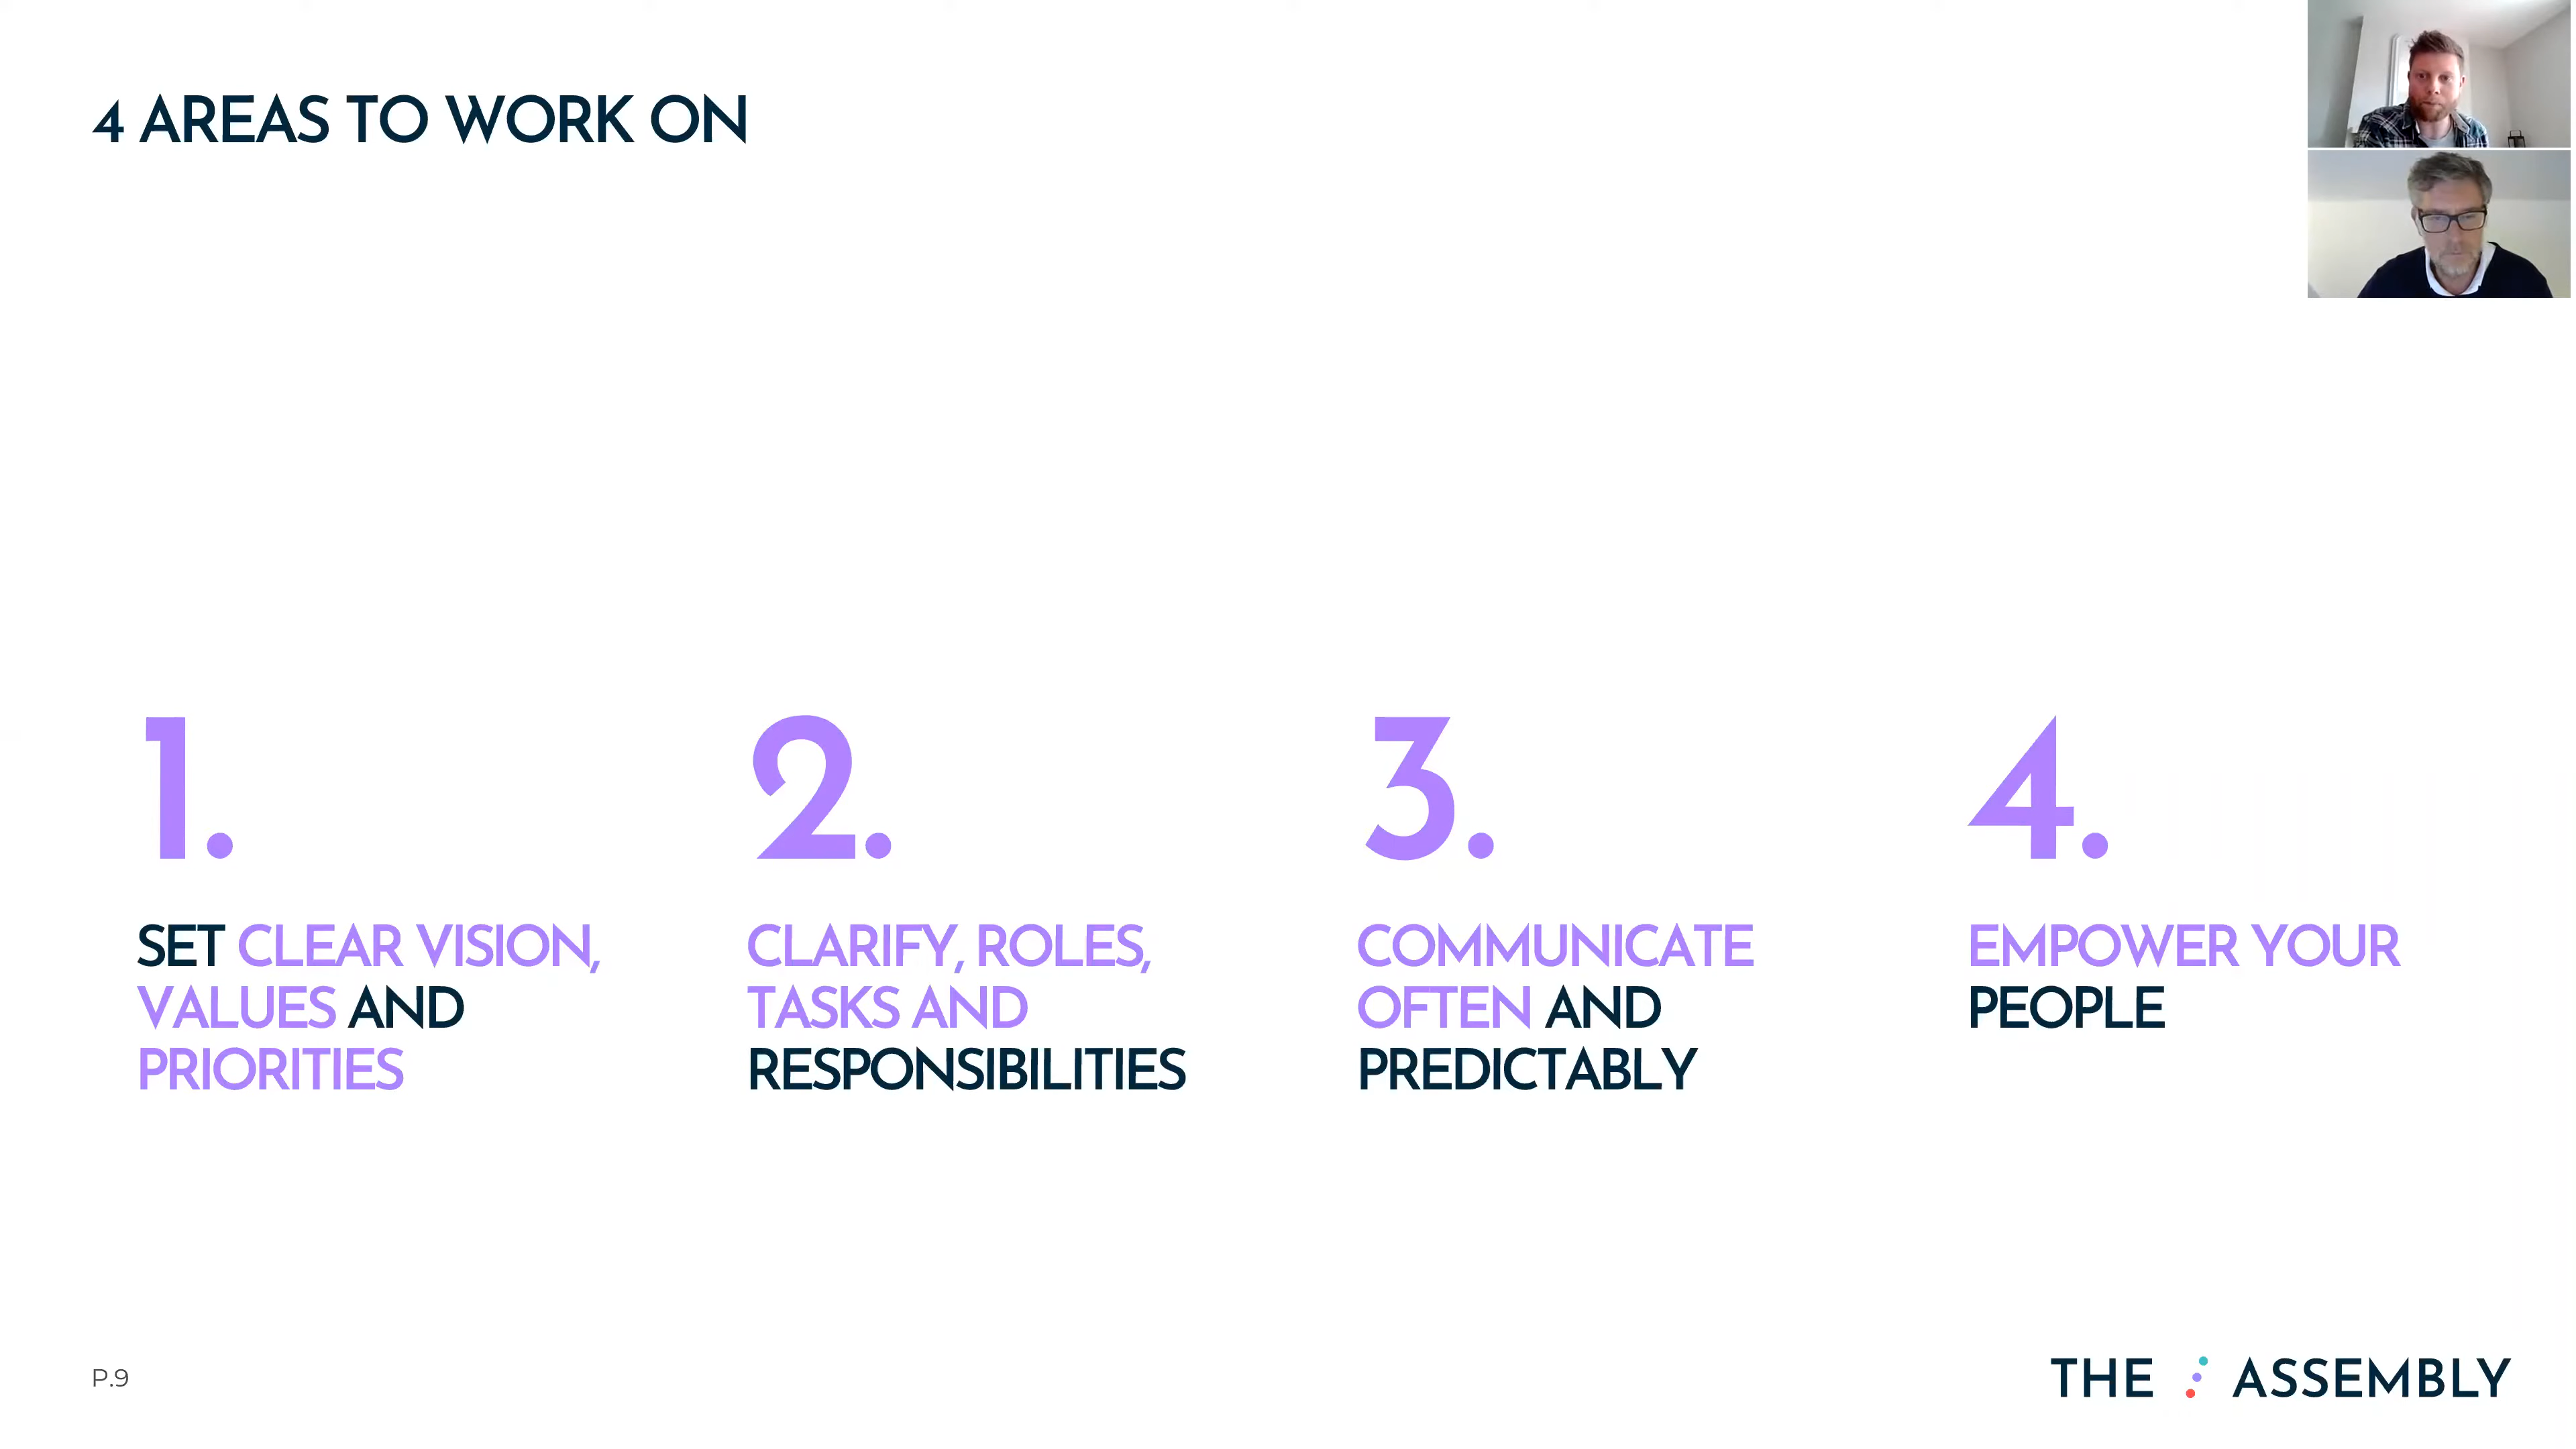 4 AREAS TO WORK ON
1.
SET CLEAR VISION,
VALUES AND
PRIORITIES
2.
CLARIFY, ROLES,
TASKS AND
RESPONSIBILITIES
3.
COMMUNICATE
OFTEN AND
PREDICTABLY
4.
EMPOWER YOUR
PEOPLE
P.9
THE ASSEMBLY